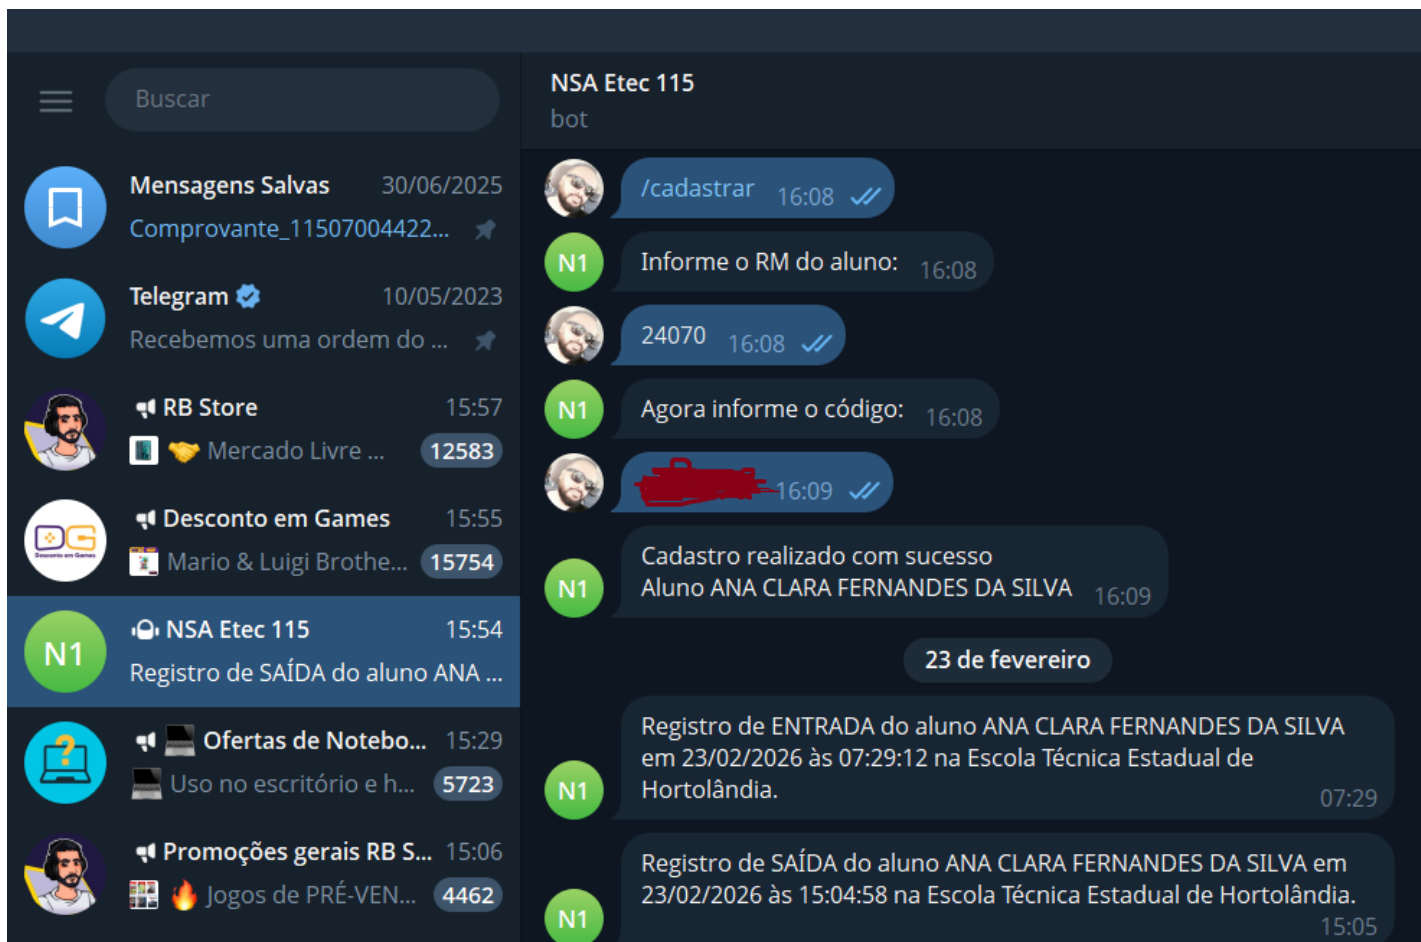 Buscar
Mensagens Salvas 30/06/2025
Comprovante_11507004422...
Telegram 10/05/2023
Recebemos uma ordem do ...
RB Store 15:57
Mercado Livre ... 12583
DG
Desconto em Games
Desconto em Games 15:55
Mario & Luigi Brothe... 15754
N1
NSA Etec 115 15:54
Registro de SAÍDA do aluno ANA ...
?
Ofertas de Notebo... 15:29
Uso no escritório e h... 5723
Promoções gerais RB S... 15:06
Jogos de PRÉ-VEN... 4462
NSA Etec 115
bot
/cadastrar 16:08
N1
Informe o RM do aluno: 16:08
24070 16:08
N1
Agora informe o código: 16:08
16:09
Cadastro realizado com sucesso
Aluno ANA CLARA FERNANDES DA SILVA 16:09
N1
23 de fevereiro
Registro de ENTRADA do aluno ANA CLARA FERNANDES DA SILVA
em 23/02/2026 às 07:29:12 na Escola Técnica Estadual de
Hortolândia. 07:29
N1
Registro de SAÍDA do aluno ANA CLARA FERNANDES DA SILVA em
23/02/2026 às 15:04:58 na Escola Técnica Estadual de Hortolândia.
15:05
N1